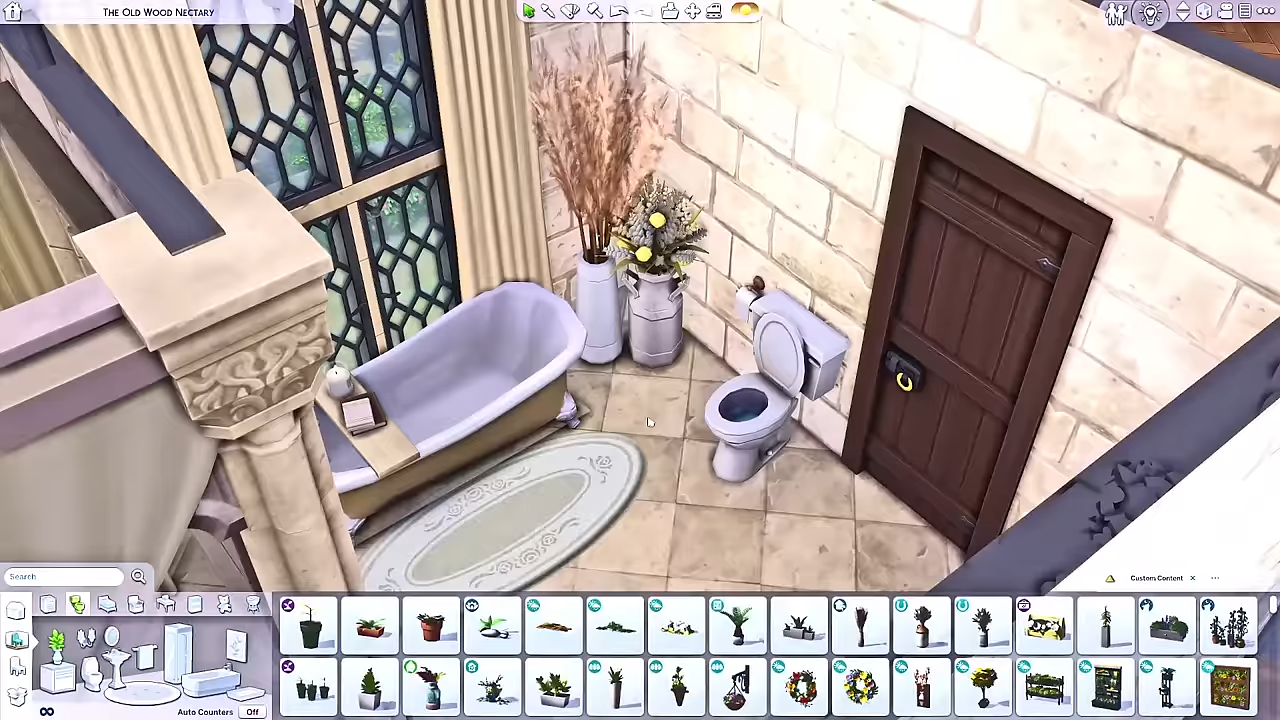 THE OLD WOOD NECTARY
Search
Custom Content
Auto Counters Off